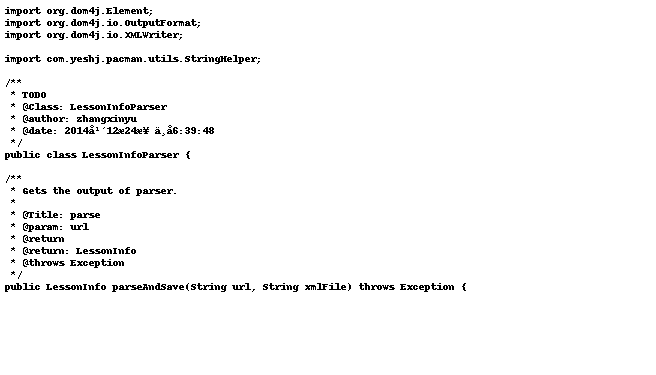 import org.dom4j.Element;
import org.dom4j.io.OutputFormat;
import org.dom4j.io.XMLWriter;
import com.yeshj.pacman.utils.StringHelper;
/**
* TODO
* @Class: LessonInfoParser
* @author: zhangxinyu
* @date: 2014å¹´12æ24æ¥ ä¸å6:39:48
*/
public class LessonInfoParser {
/**
* Gets the output of parser.
*
* @Title: parse
* @param: url
* @return
* @return: LessonInfo
* @throws Exception
*/
public LessonInfo parseAndSave(String url, String xmlFile) throws Exception {